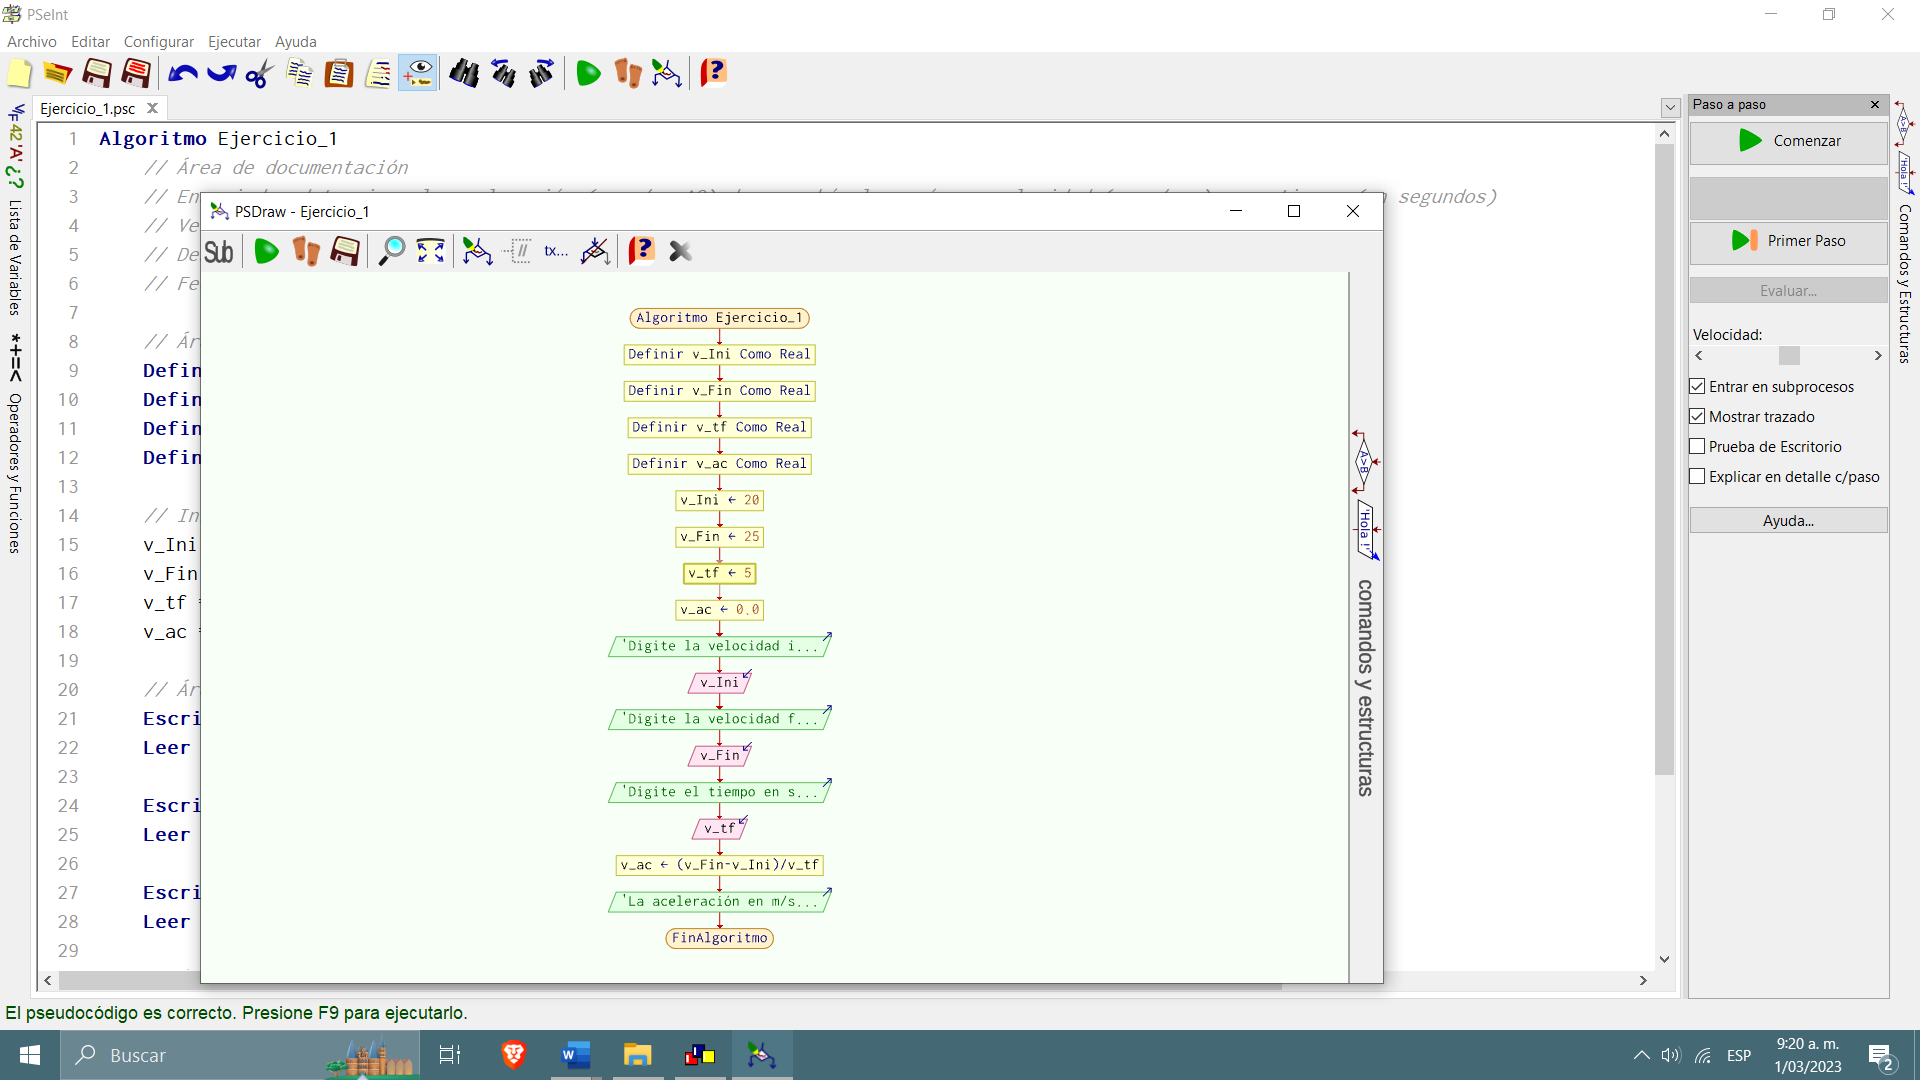 PSeInt
Archivo Editar Configurar Ejecutar Ayuda
Ejercicio_1.psc
1 Algoritmo Ejercicio_1
2 // Área de documentación
3 // segundos)
4 //
5 //
6 //
7
8 //
9 Defin
10 Defin
11 Defin
12 Defin
13
14 //
15 v_Ini
16 v_Fin
17 v_tf
18 v_ac
19
20 //
21 Escri
22 Leer
23
24 Escri
25 Leer
26
27 Escri
28 Leer
29
Lista de Variables
*+=< Operadores y Funciones
PSDraw - Ejercicio_1
Sub
tx...
Algoritmo Ejercicio_1
Definir v_Ini Como Real
Definir v_Fin Como Real
Definir v_tf Como Real
Definir v_ac Como Real
v_Ini ← 20
v_Fin ← 25
v_tf ← 5
v_ac ← 0.0
'Digite la velocidad i...
v_Ini
'Digite la velocidad f...
v_Fin
'Digite el tiempo en s...
v_tf
v_ac ← (v_Fin-v_Ini)/v_tf
'La aceleración en m/s...
FinAlgoritmo
A>B
'Hola !'
comandos y estructuras
Paso a paso
Comenzar
Primer Paso
Evaluar...
Velocidad:
Entrar en subprocesos
Mostrar trazado
Prueba de Escritorio
Explicar en detalle c/paso
Ayuda...
A>B
'Hola !'
Comandos y Estructuras
El pseudocódigo es correcto. Presione F9 para ejecutarlo.
Buscar
ESP
9:20 a. m.
1/03/2023
2